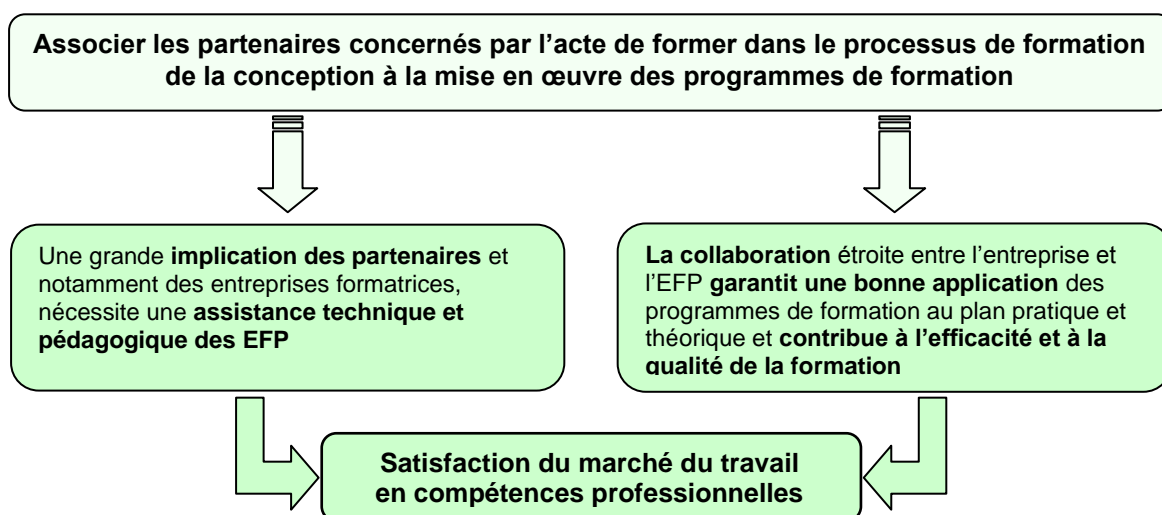 Associer les partenaires concernés par l’acte de former dans le processus de formation
de la conception à la mise en œuvre des programmes de formation
Une grande implication des partenaires et
notamment des entreprises formatrices,
nécessite une assistance technique et
pédagogique des EFP
La collaboration étroite entre l’entreprise et
l’EFP garantit une bonne application des
programmes de formation au plan pratique et
théorique et contribue à l’efficacité et à la
qualité de la formation
Satisfaction du marché du travail
en compétences professionnelles